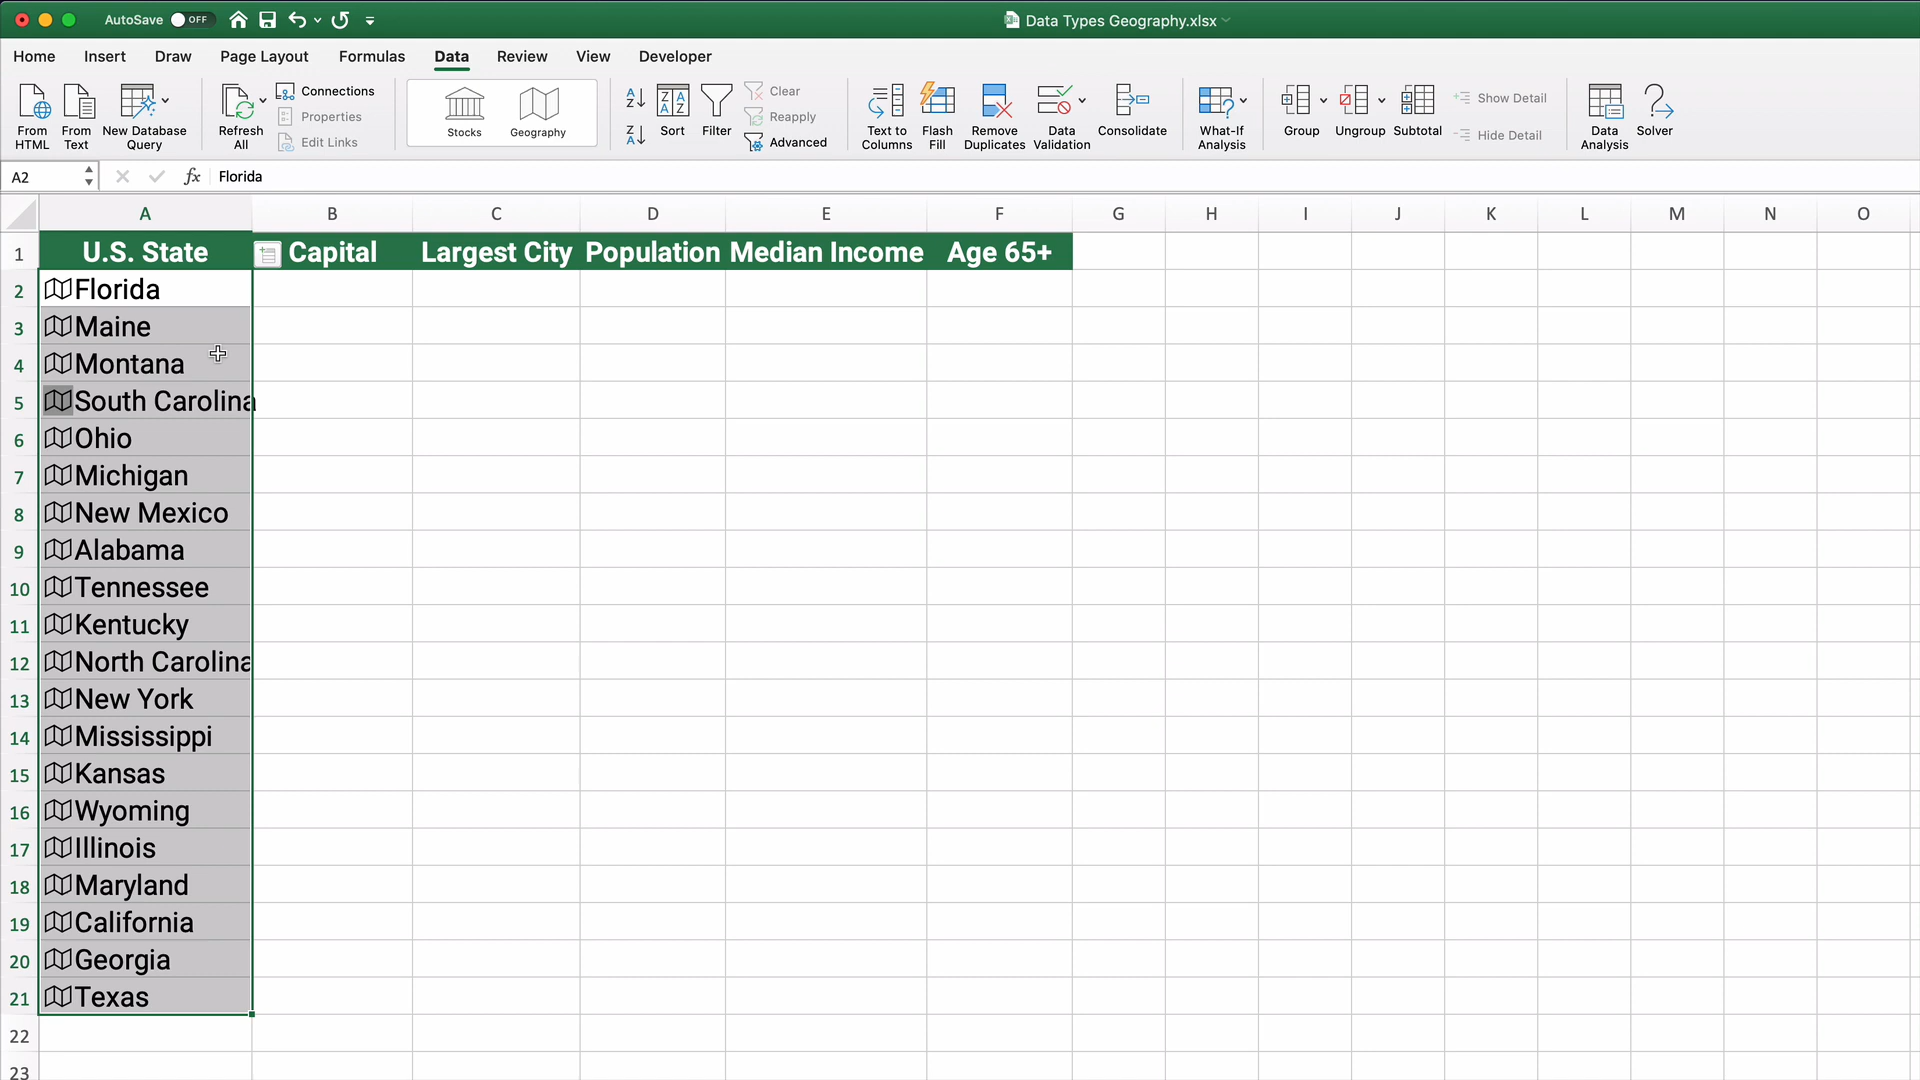 AutoSave OFF
Data Types Geography.xlsx
Home Insert Draw Page Layout Formulas Data Review View Developer
From HTML
From Text
New Database Query
Refresh All
Connections
Properties
Edit Links
Stocks
Geography
A Z
Z A
Z A A Z
Sort
Filter
Clear
Reapply
Advanced
Text to Columns
Flash Fill
Remove Duplicates
Data Validation
Consolidate
What-If Analysis
Group
Ungroup
Subtotal
Show Detail
Hide Detail
Data Analysis
Solver
A2 fx Florida
A B C D E F G H I J K L M N O
1 U.S. State Capital Largest City Population Median Income Age 65+
2 Florida
3 Maine
4 Montana
5 South Carolina
6 Ohio
7 Michigan
8 New Mexico
9 Alabama
10 Tennessee
11 Kentucky
12 North Carolina
13 New York
14 Mississippi
15 Kansas
16 Wyoming
17 Illinois
18 Maryland
19 California
20 Georgia
21 Texas
22
23